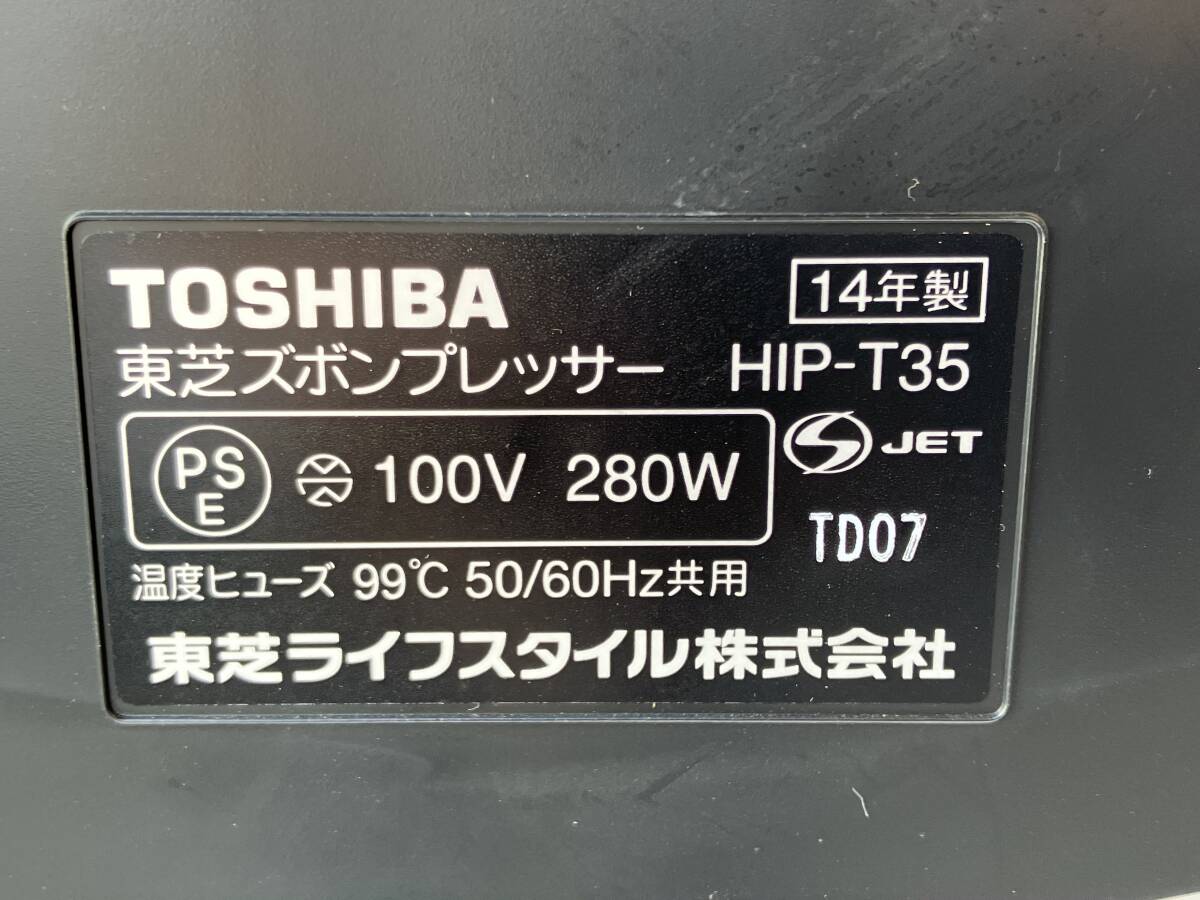 TOSHIBA 14年製
東芝ズボンプレッサー HIP-T35
PSE 100V 280W
JET
TD07
温度ヒューズ 99℃ 50/60Hz共用
東芝ライフスタイル株式会社